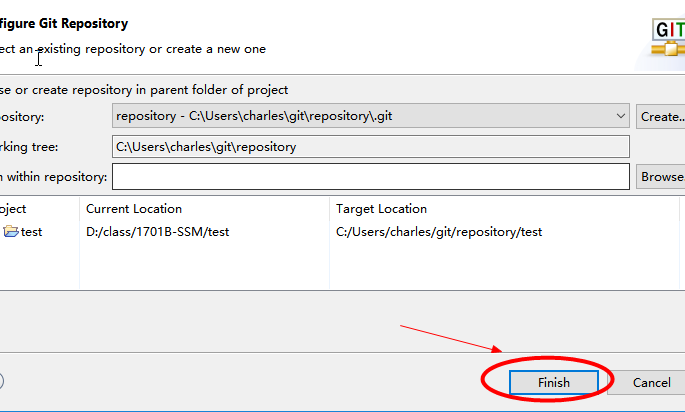 figure Git Repository
ect an existing repository or create a new one
GIT
se or create repository in parent folder of project
ository:
repository - C:\Users\charles\git\repository\.git
Create..
rking tree:
C:\Users\charles\git\repository
h within repository:
Browse.
oject
Current Location
Target Location
test
D:/class/1701B-SSM/test
C:/Users/charles/git/repository/test
Finish
Cancel